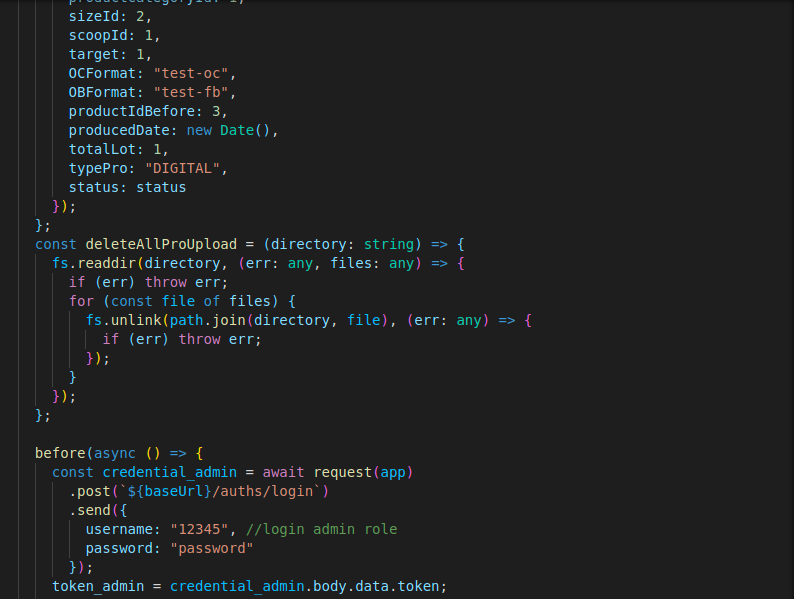 productCategoryId: 1,
sizeId: 2,
scoopId: 1,
target: 1,
OCFormat: "test-oc",
OBFormat: "test-fb",
productIdBefore: 3,
producedDate: new Date(),
totalLot: 1,
typePro: "DIGITAL",
status: status
});
};
const deleteAllProUpload = (directory: string) => {
fs.readdir(directory, (err: any, files: any) => {
if (err) throw err;
for (const file of files) {
fs.unlink(path.join(directory, file), (err: any) => {
if (err) throw err;
});
}
});
};
before(async () => {
const credential_admin = await request(app)
.post(`${baseUrl}/auths/login`)
.send({
username: "12345", //login admin role
password: "password"
});
token_admin = credential_admin.body.data.token;